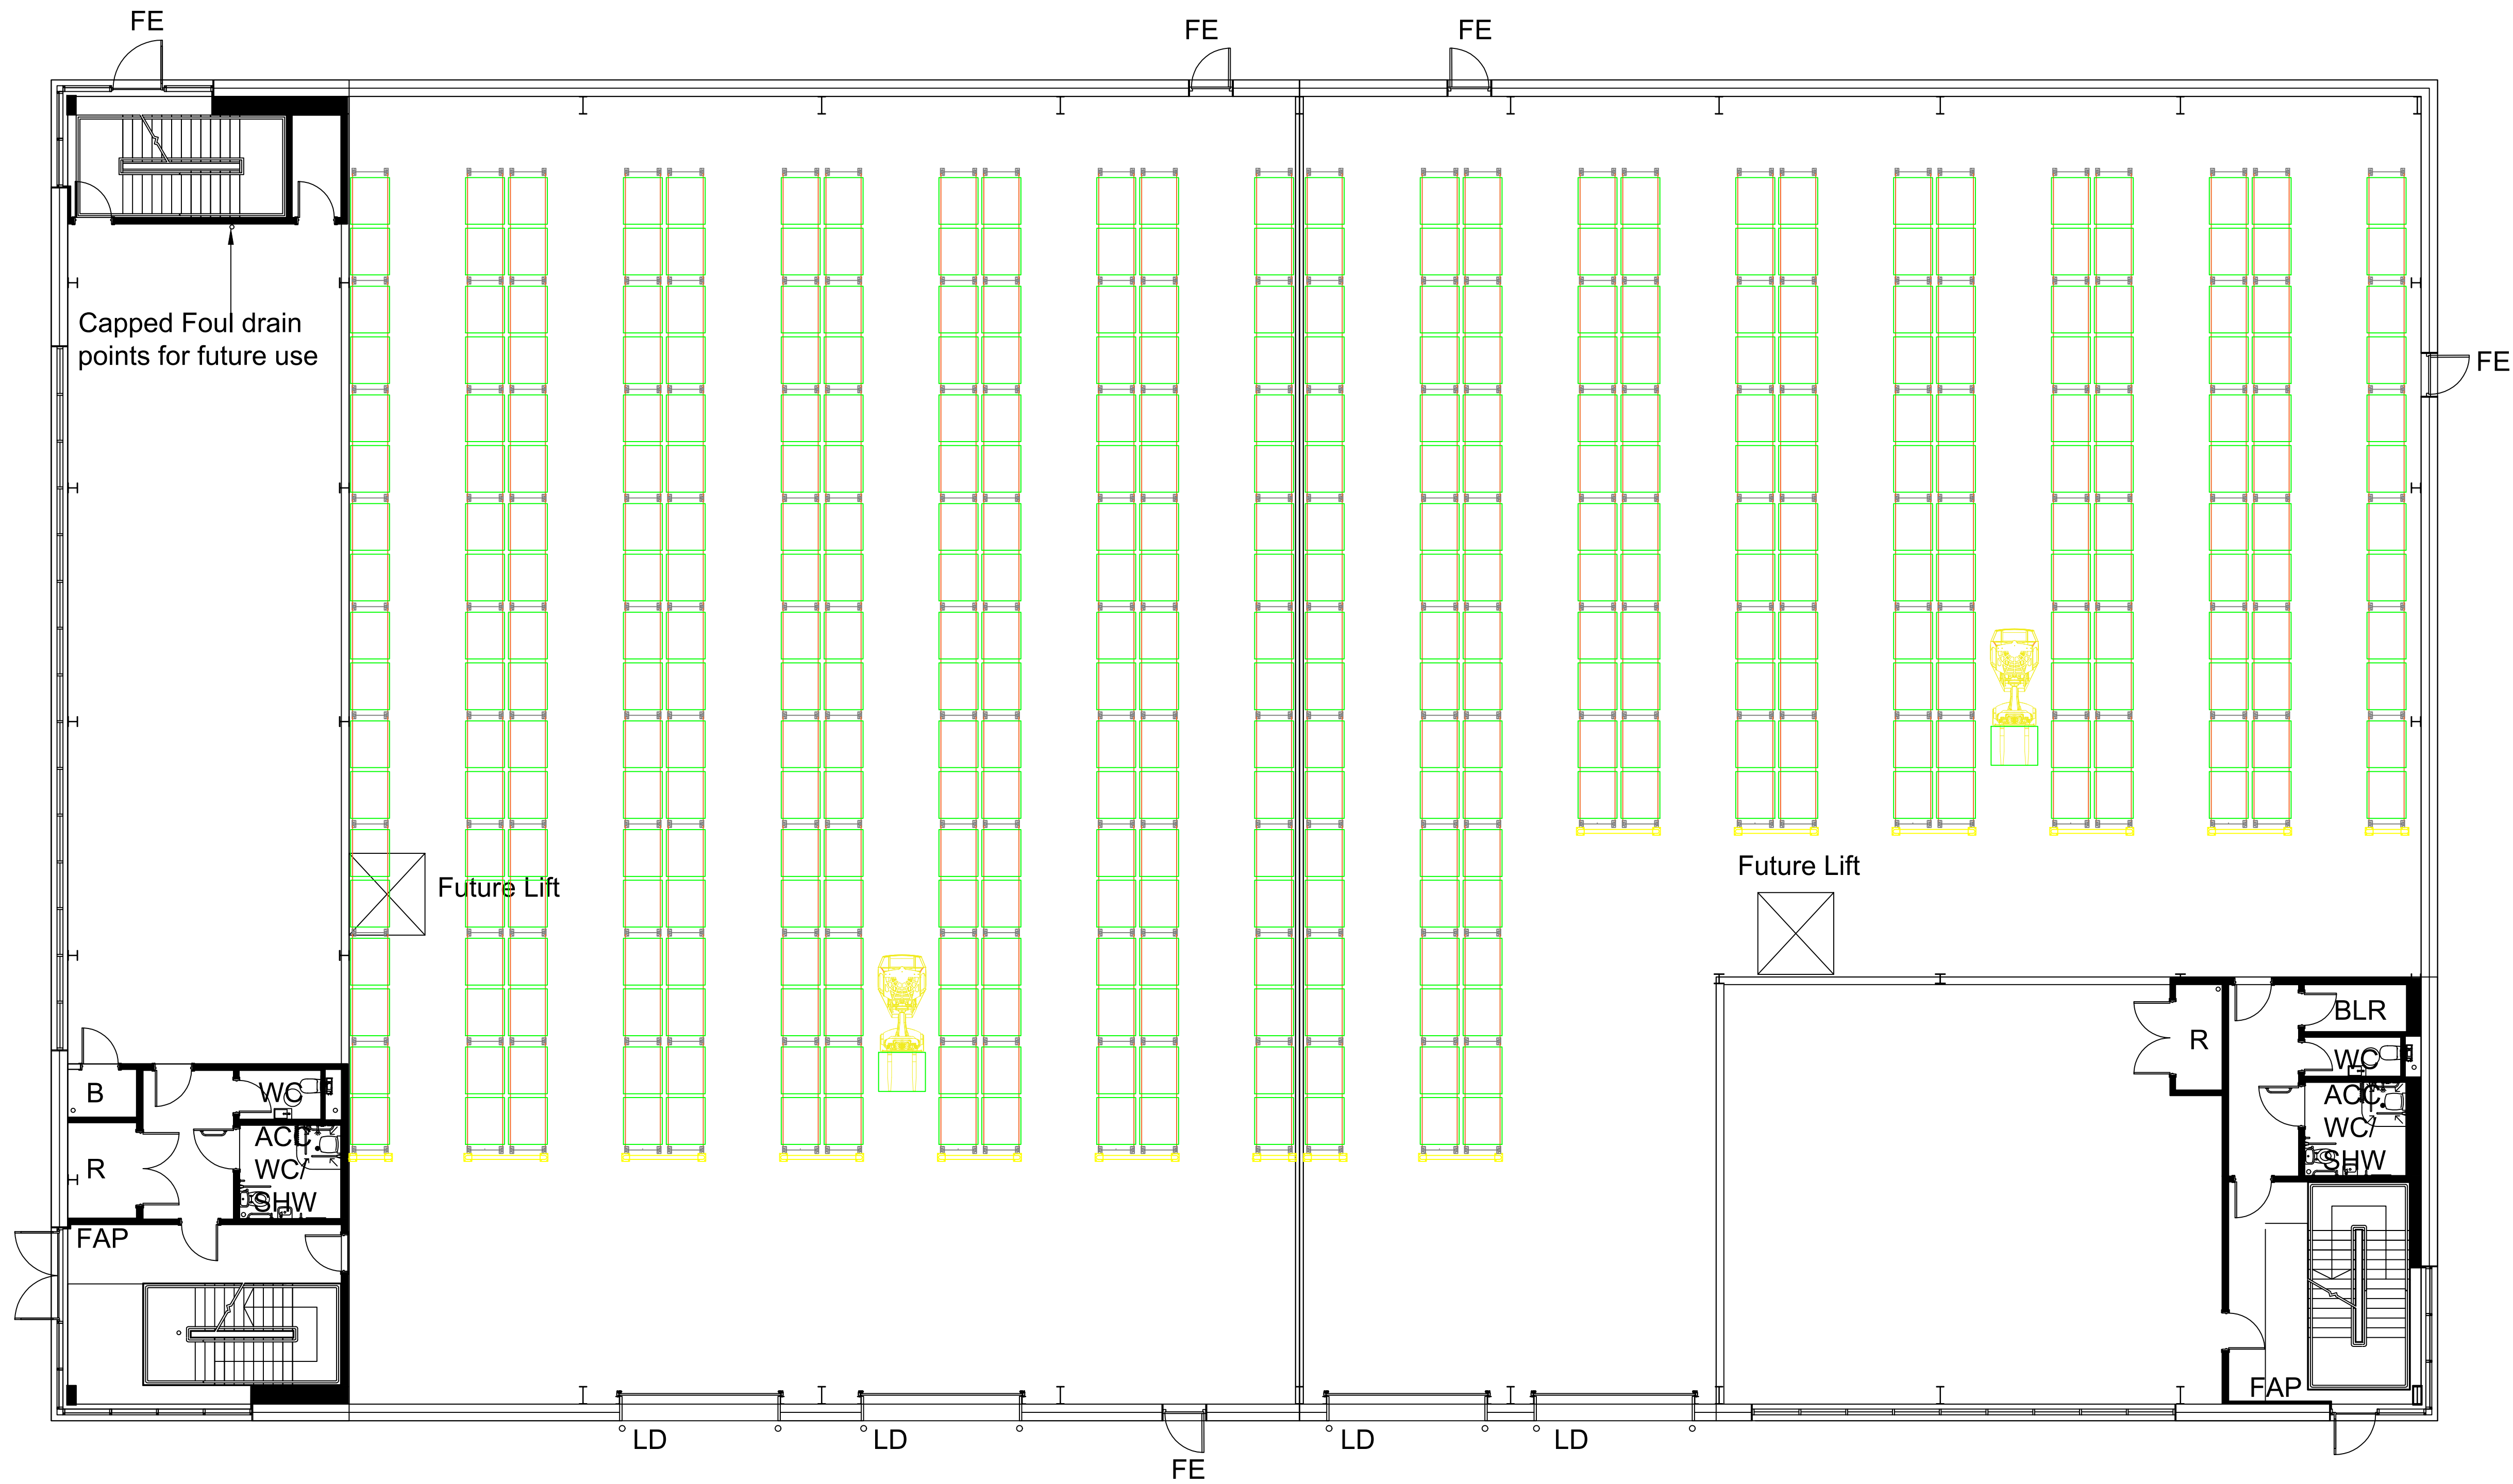 FE
FE
FE
Capped Foul drain
points for future use
FE
Future Lift
Future Lift
BLR
R
WC
ACC
WC/
SHW
B
WC
ACC
WC/
SHW
R
FAP
FAP
LD
LD
LD
LD
FE